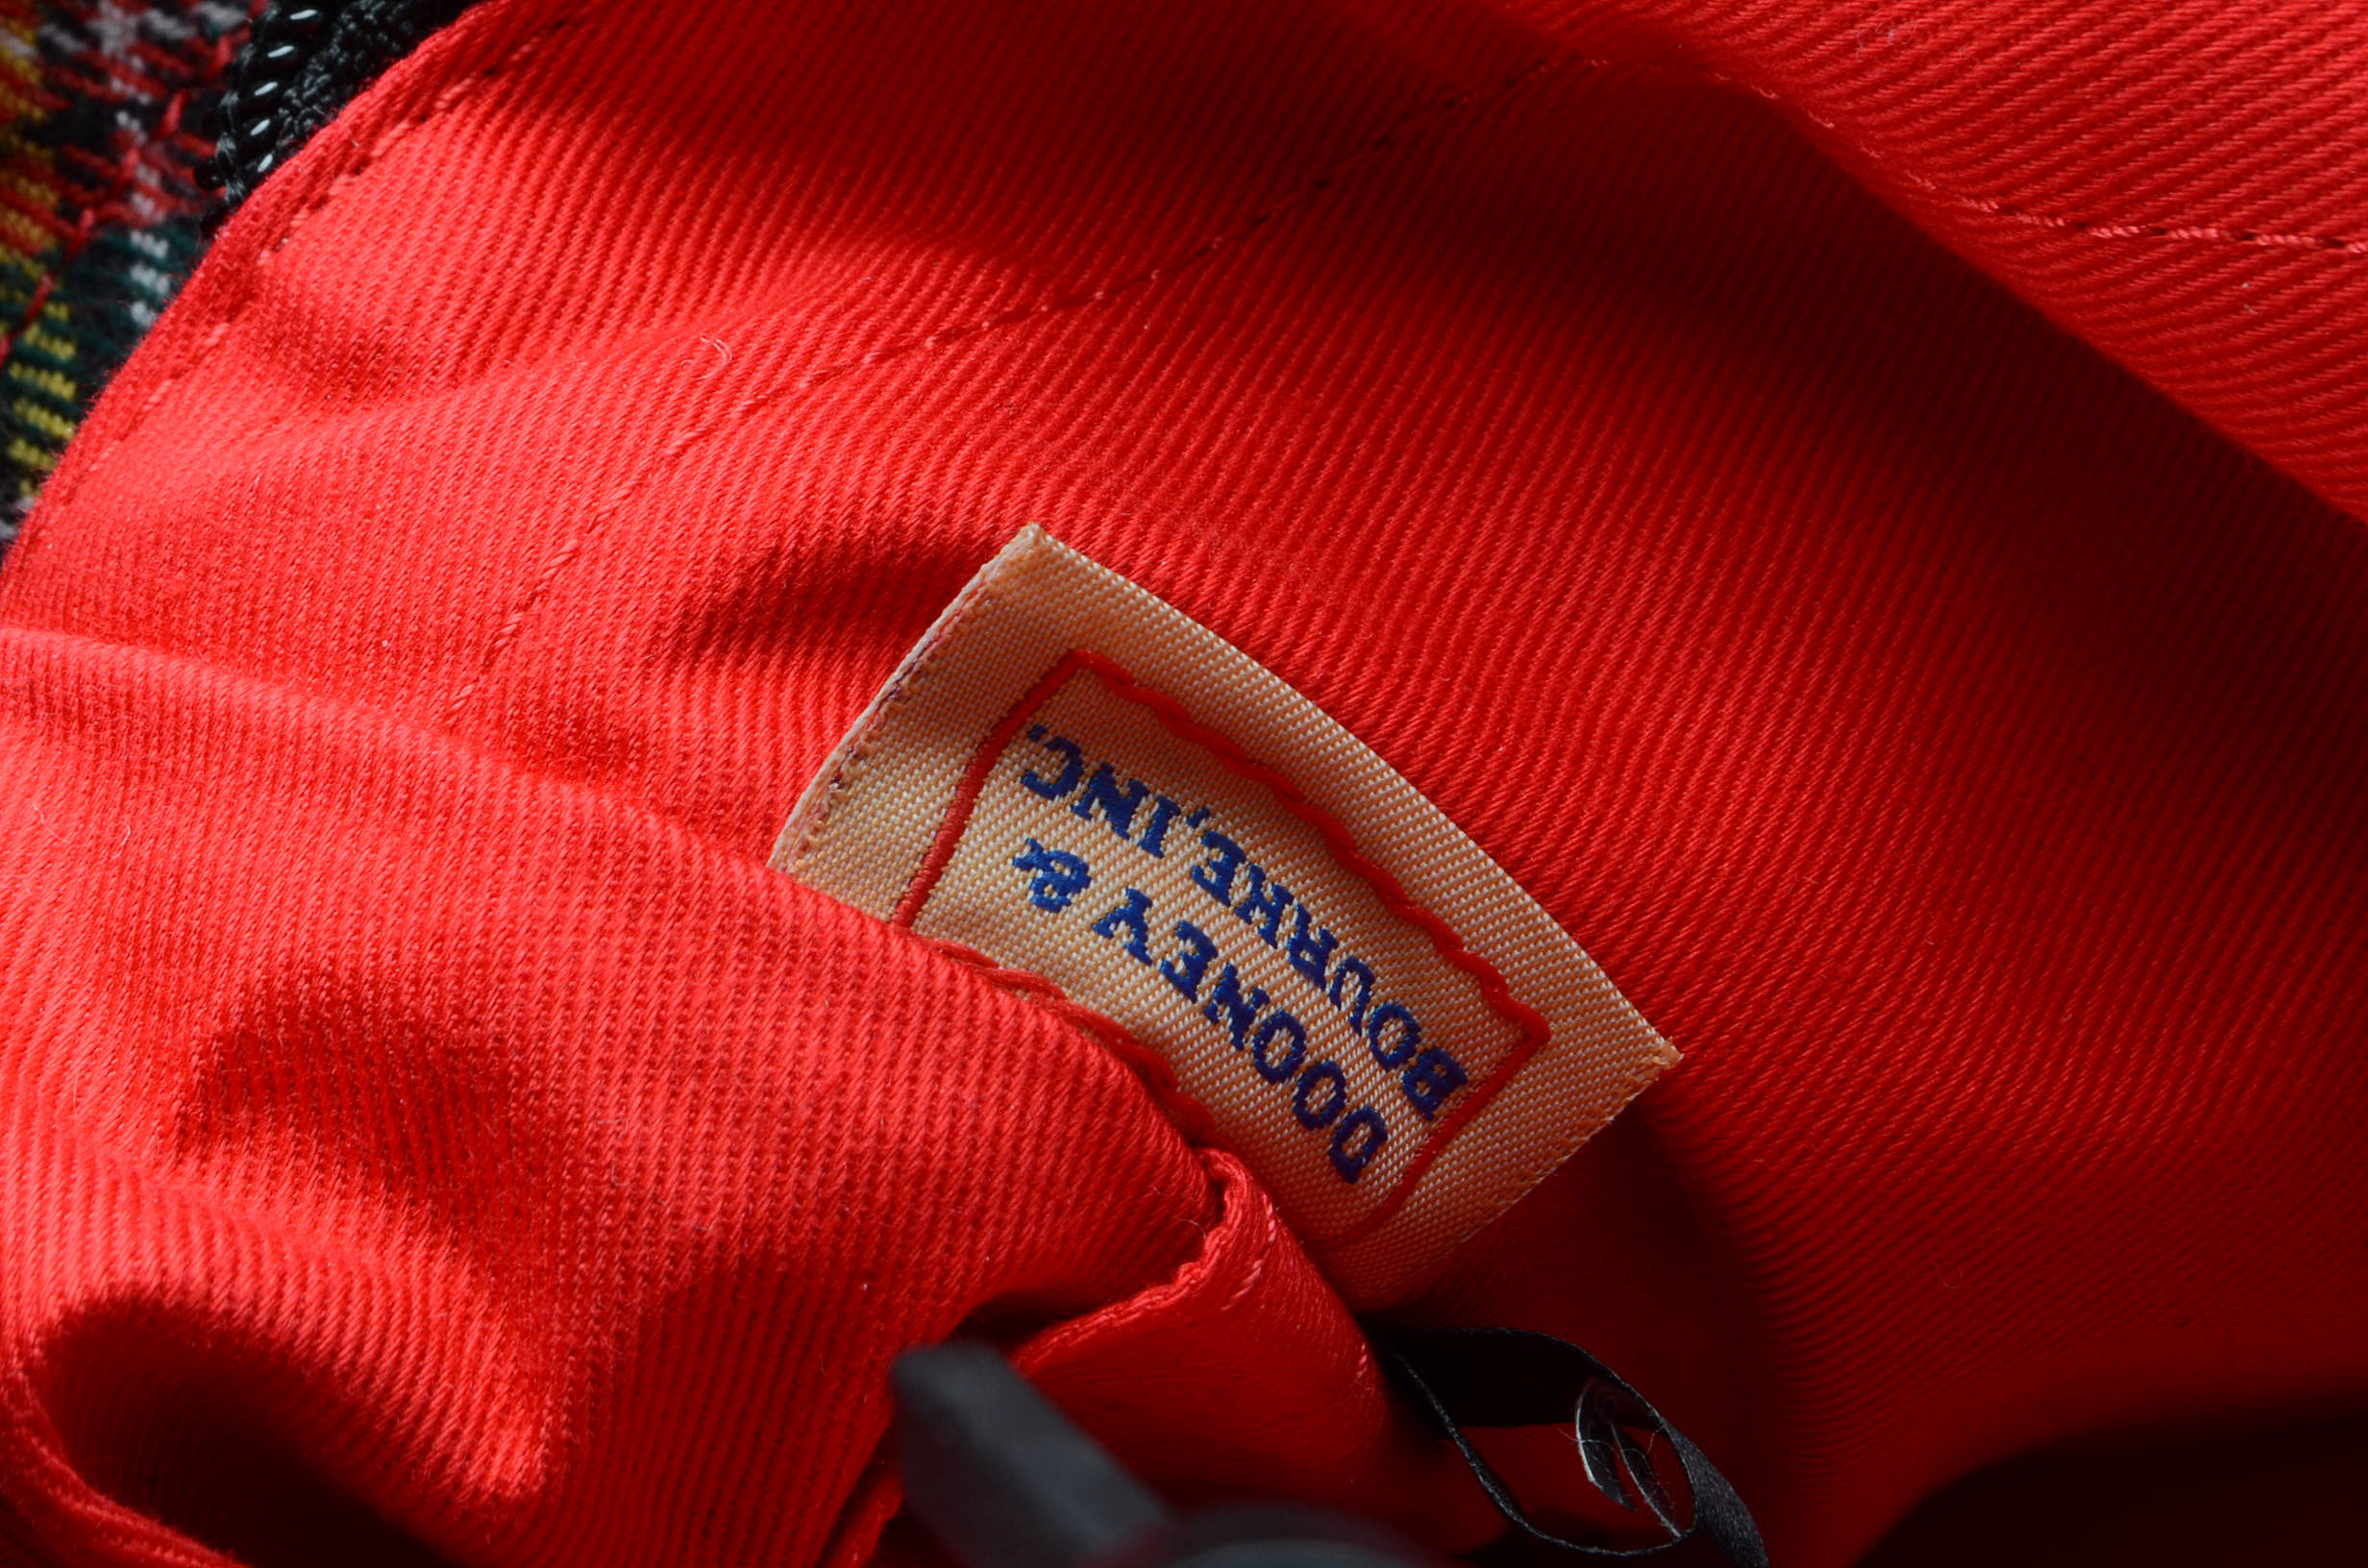 DOONEY &
BOURKE, INC.